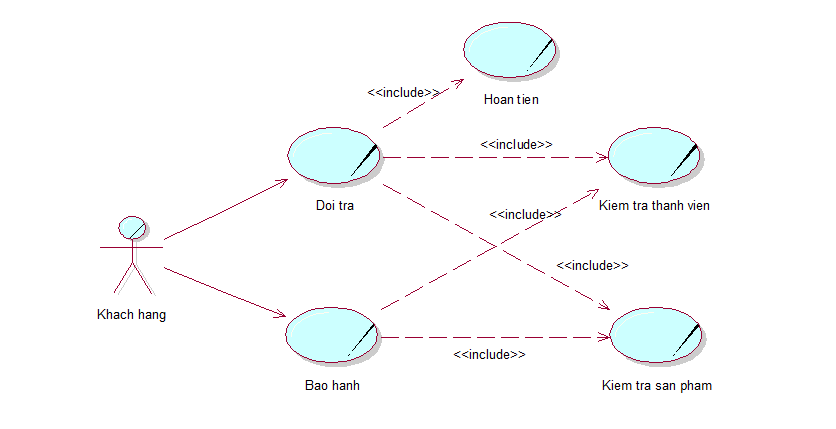 <<include>>
Hoan tien
<<include>>
Doi tra
Kiem tra thanh vien
<<include>>
<<include>>
Khach hang
<<include>>
Bao hanh
Kiem tra san pham